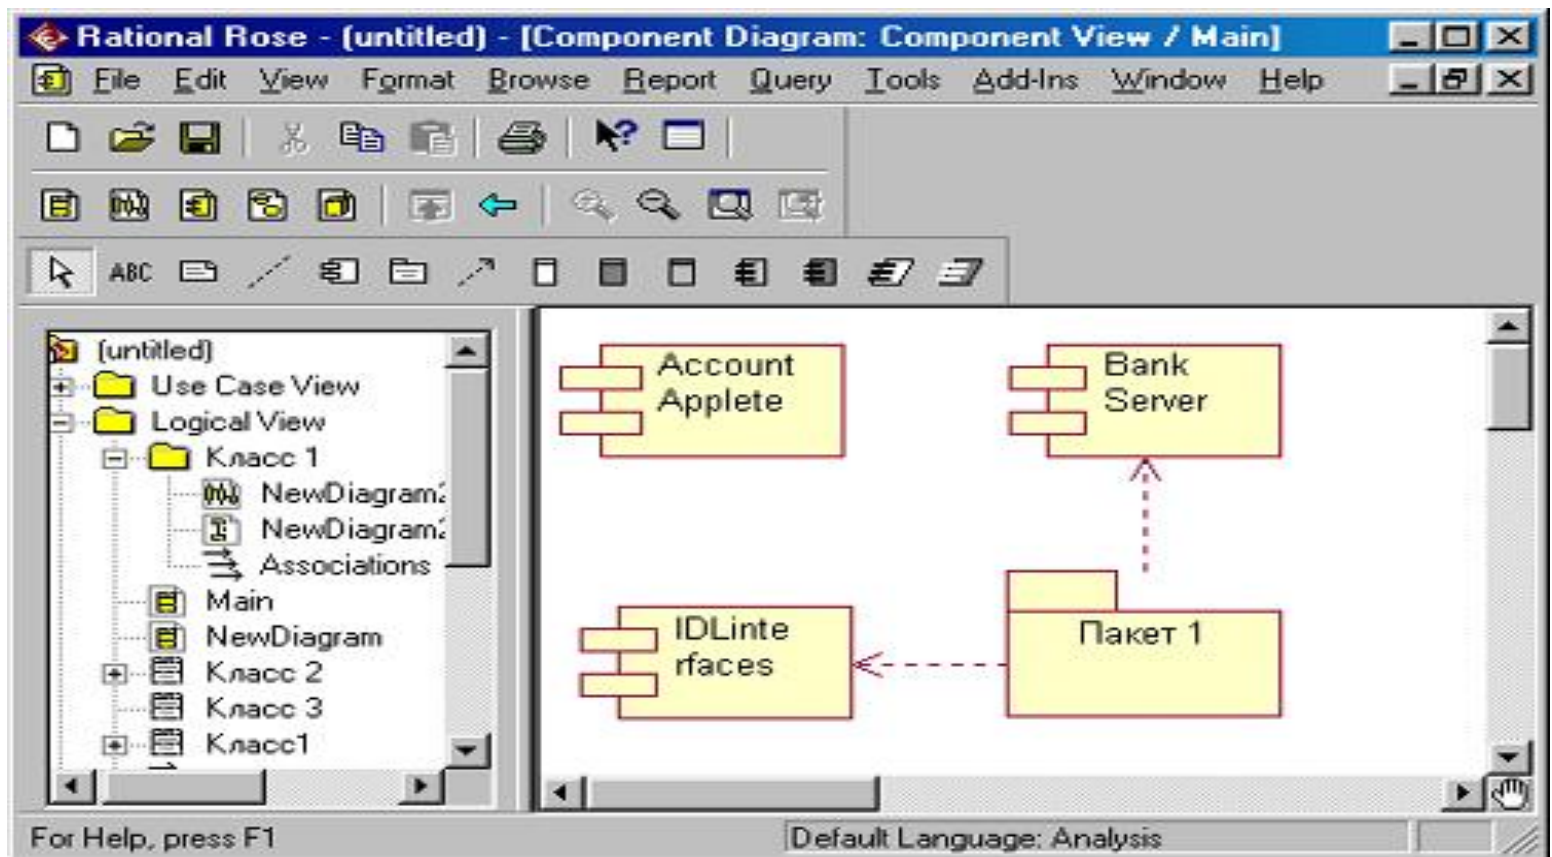 Rational Rose - (untitled) - [Component Diagram: Component View / Main]
File Edit View Format Browse Report Query Tools Add-Ins Window Help
ABC
(untitled)
Use Case View
Logical View
Класс 1
NewDiagram2
NewDiagram2
Associations
Main
NewDiagram
Класс 2
Класс 3
Класс1
Account
Applete
Bank
Server
IDLinte
rfaces
Пакет 1
For Help, press F1
Default Language: Analysis